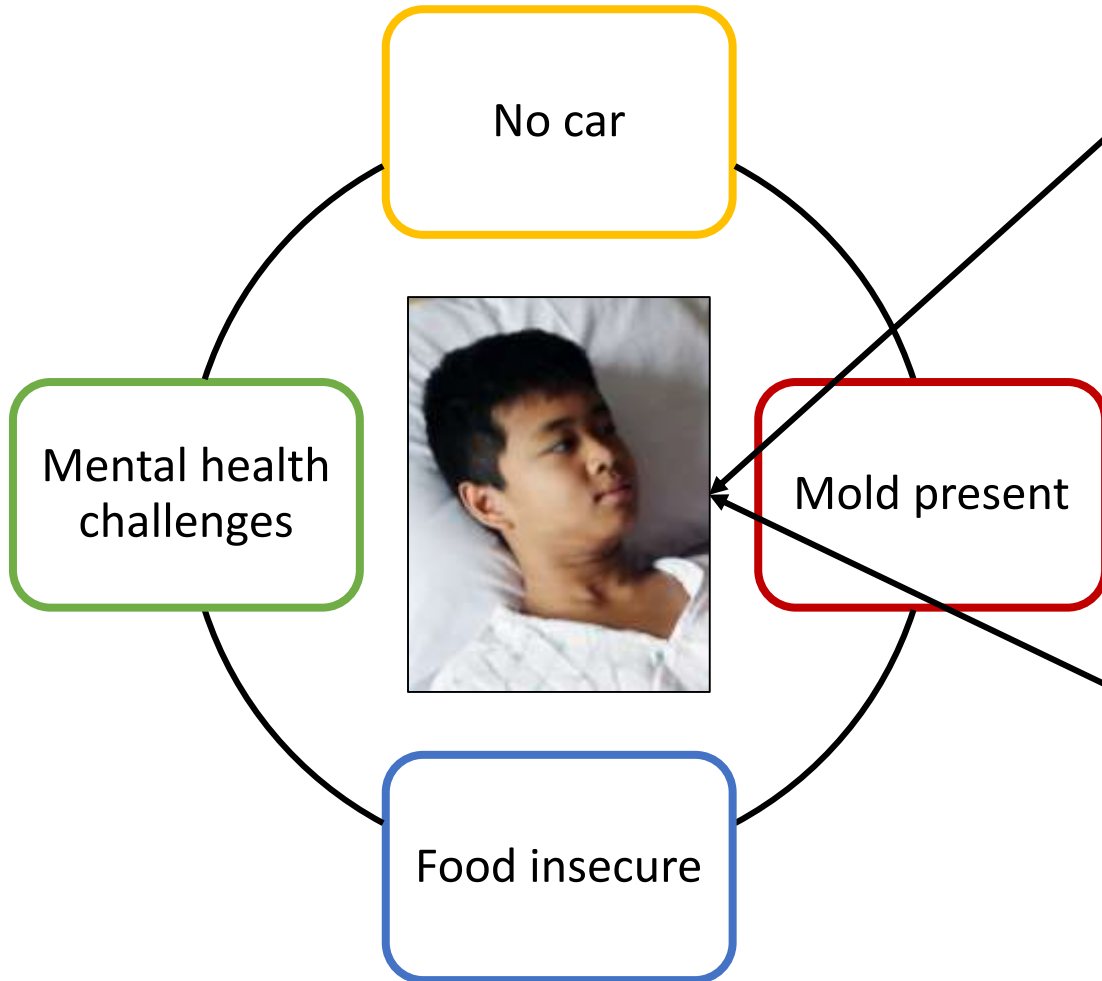 No car
Mental health
challenges
Mold present
Food insecure